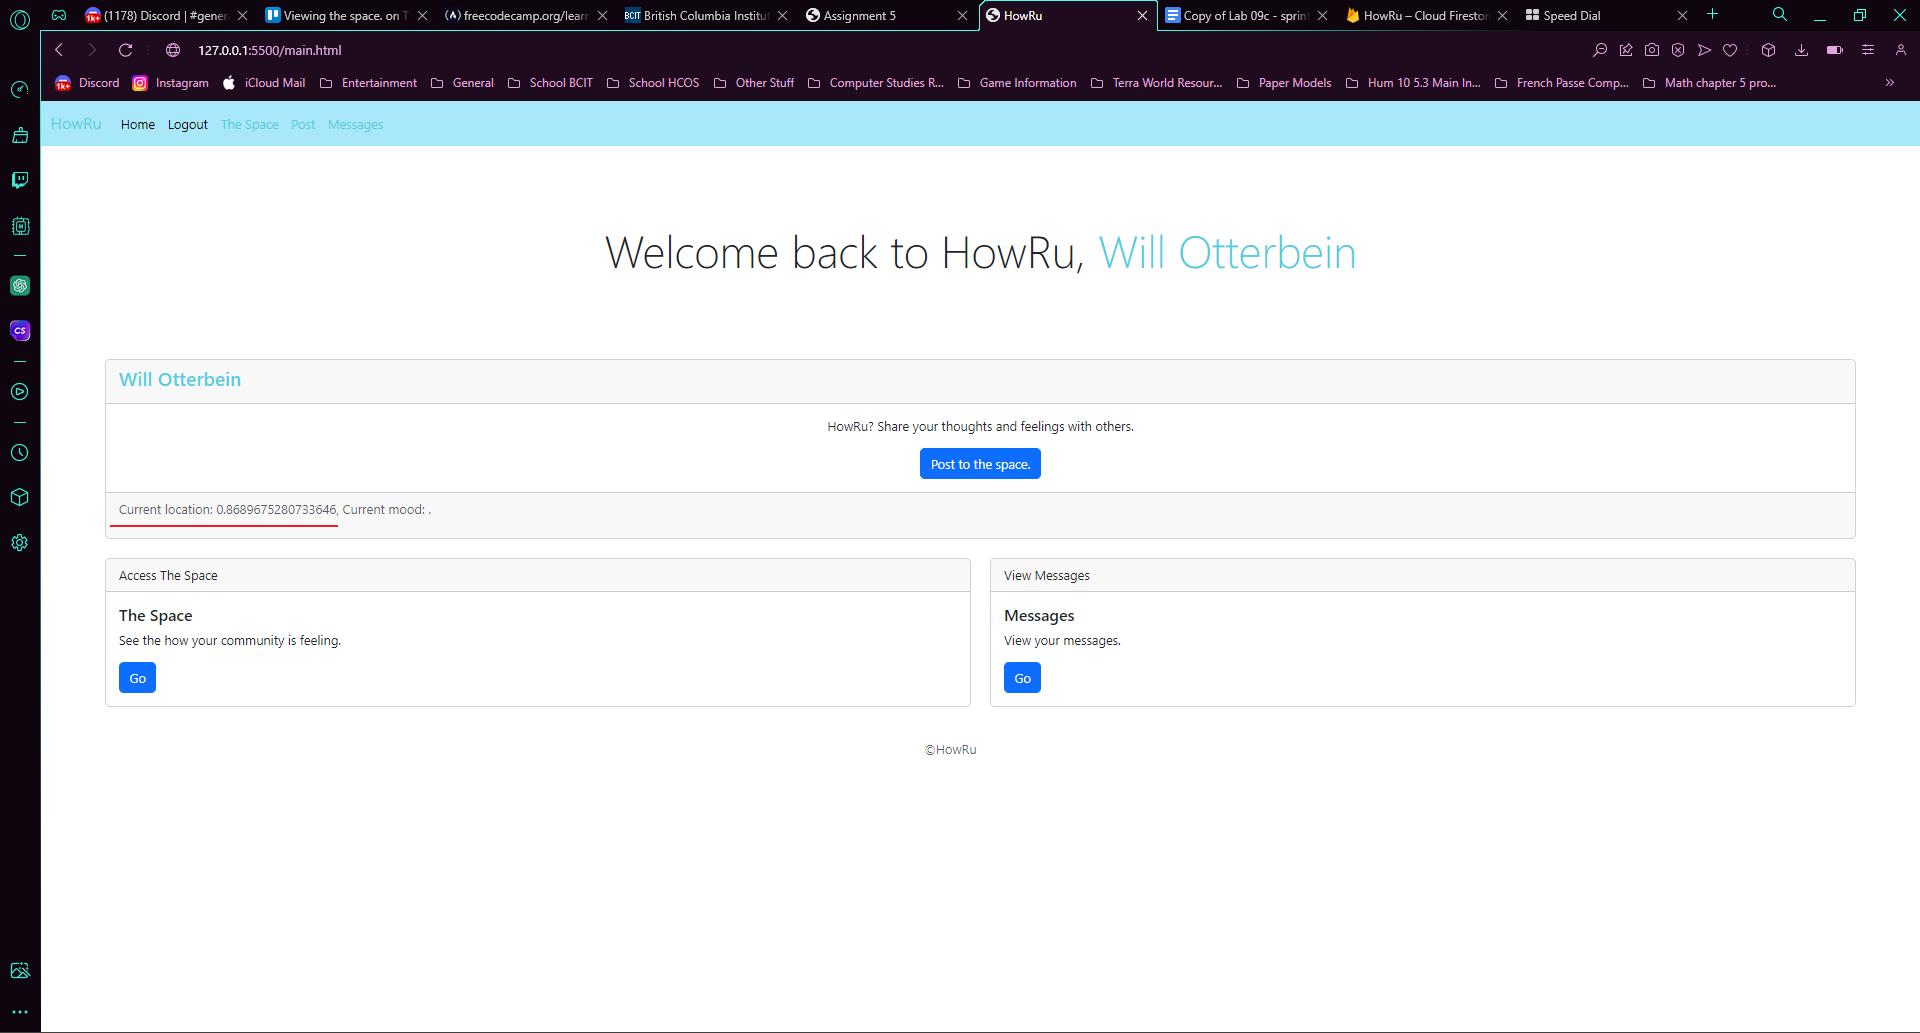 (1178) Discord | #gener
Viewing the space. on T
freecodecamp.org/learn
BCIT British Columbia Institut
Assignment 5
HowRu
Copy of Lab 09c - sprin
HowRu – Cloud Firestor
Speed Dial
127.0.0.1:5500/main.html
1k+ Discord
Instagram
iCloud Mail
Entertainment
General
School BCIT
School HCOS
Other Stuff
Computer Studies R...
Game Information
Terra World Resour...
Paper Models
Hum 10 5.3 Main In...
French Passe Comp...
Math chapter 5 pro...
»
CS
HowRu Home Logout The Space Post Messages
Welcome back to HowRu, Will Otterbein
Will Otterbein
HowRu? Share your thoughts and feelings with others.
Post to the space.
Current location: 0.8689675280733646, Current mood: .
Access The Space
The Space
See the how your community is feeling.
Go
View Messages
Messages
View your messages.
Go
©HowRu